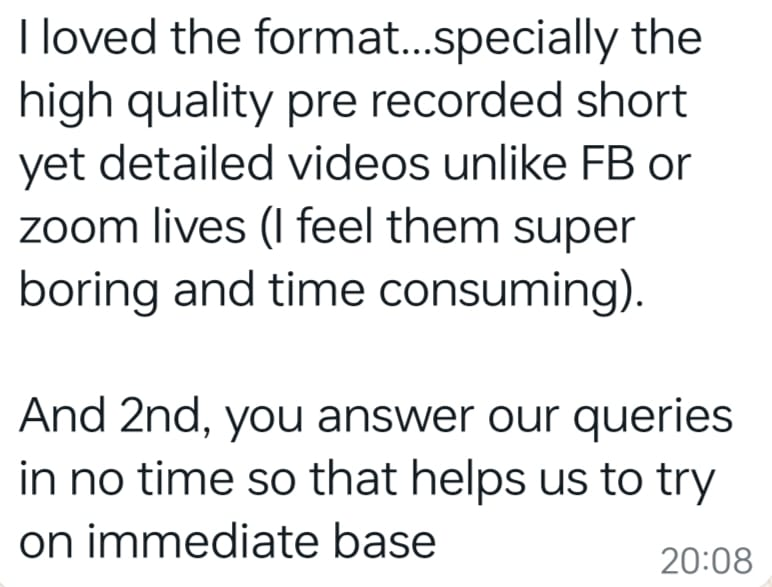 I loved the format...specially the
high quality pre recorded short
yet detailed videos unlike FB or
zoom lives (I feel them super
boring and time consuming).
And 2nd, you answer our queries
in no time so that helps us to try
on immediate base
20:08